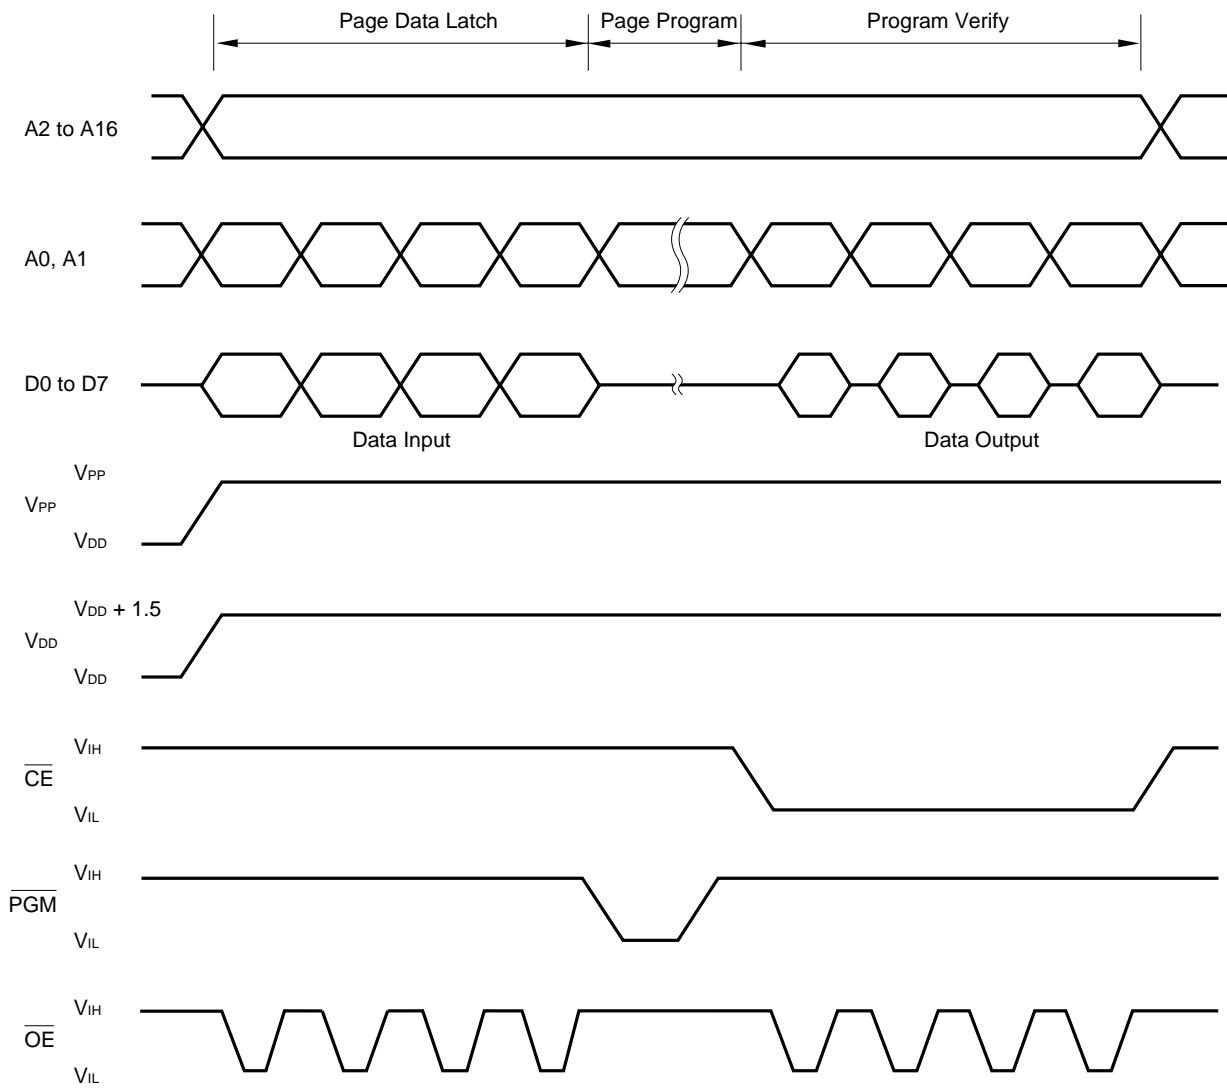 Page Data Latch Page Program Program Verify
A2 to A16
A0, A1
D0 to D7
Data Input Data Output
VPP
VPP
VDD
VDD + 1.5
VDD
VDD
VIH
CE
VIL
VIH
PGM
VIL
VIH
OE
VIL